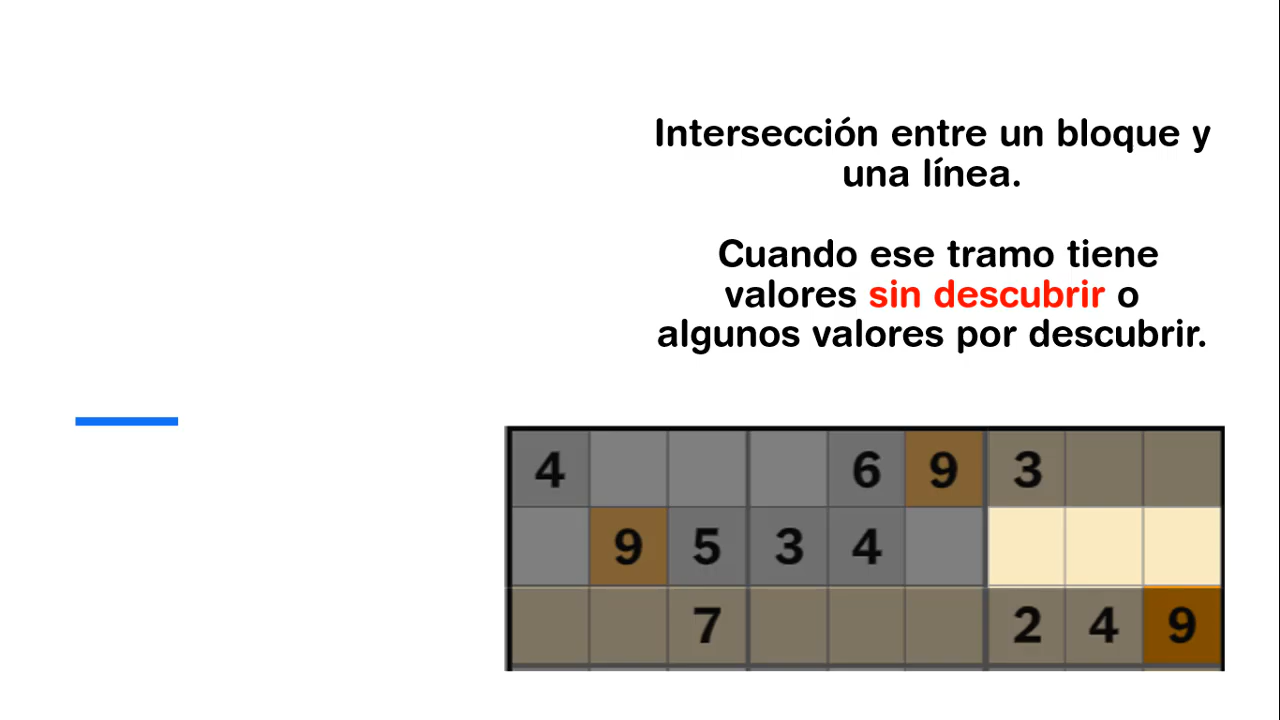 Intersección entre un bloque y
una línea.
Cuando ese tramo tiene
valores sin descubrir o
algunos valores por descubrir.
4 6 9 3
9 5 3 4
7 2 4 9